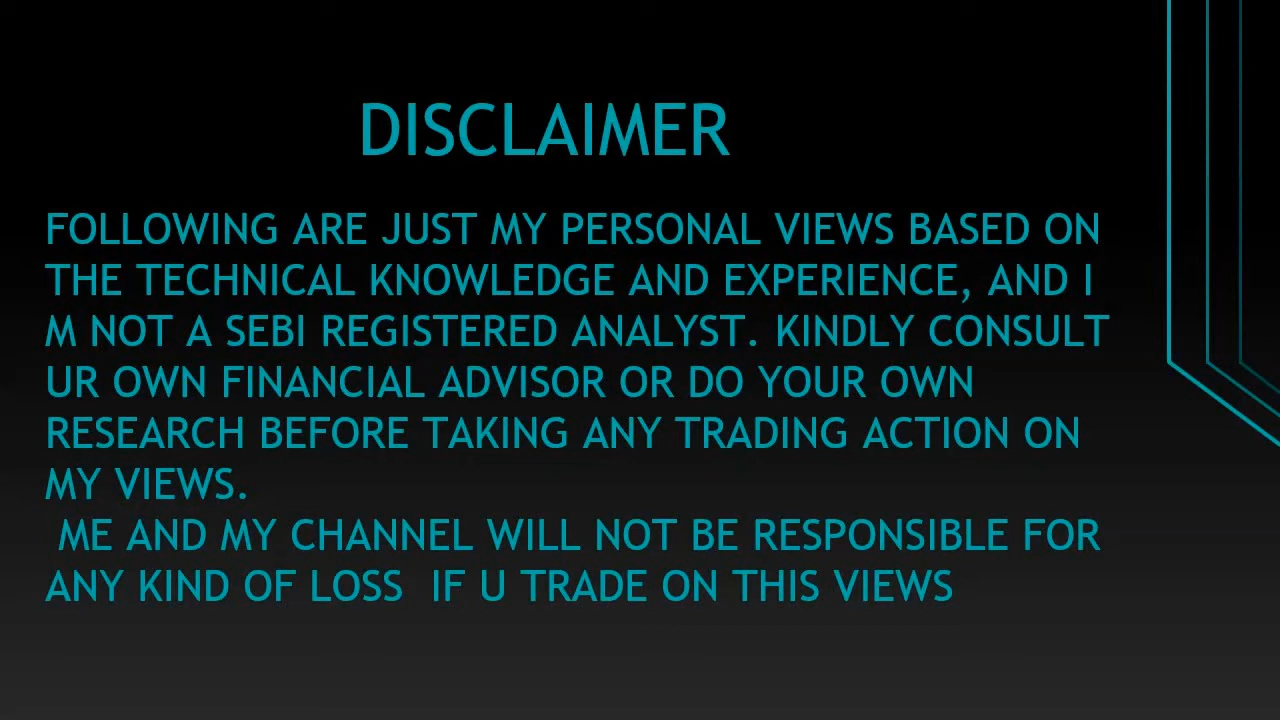 DISCLAIMER
FOLLOWING ARE JUST MY PERSONAL VIEWS BASED ON
THE TECHNICAL KNOWLEDGE AND EXPERIENCE, AND I
M NOT A SEBI REGISTERED ANALYST. KINDLY CONSULT
UR OWN FINANCIAL ADVISOR OR DO YOUR OWN
RESEARCH BEFORE TAKING ANY TRADING ACTION ON
MY VIEWS.
ME AND MY CHANNEL WILL NOT BE RESPONSIBLE FOR
ANY KIND OF LOSS  IF U TRADE ON THIS VIEWS